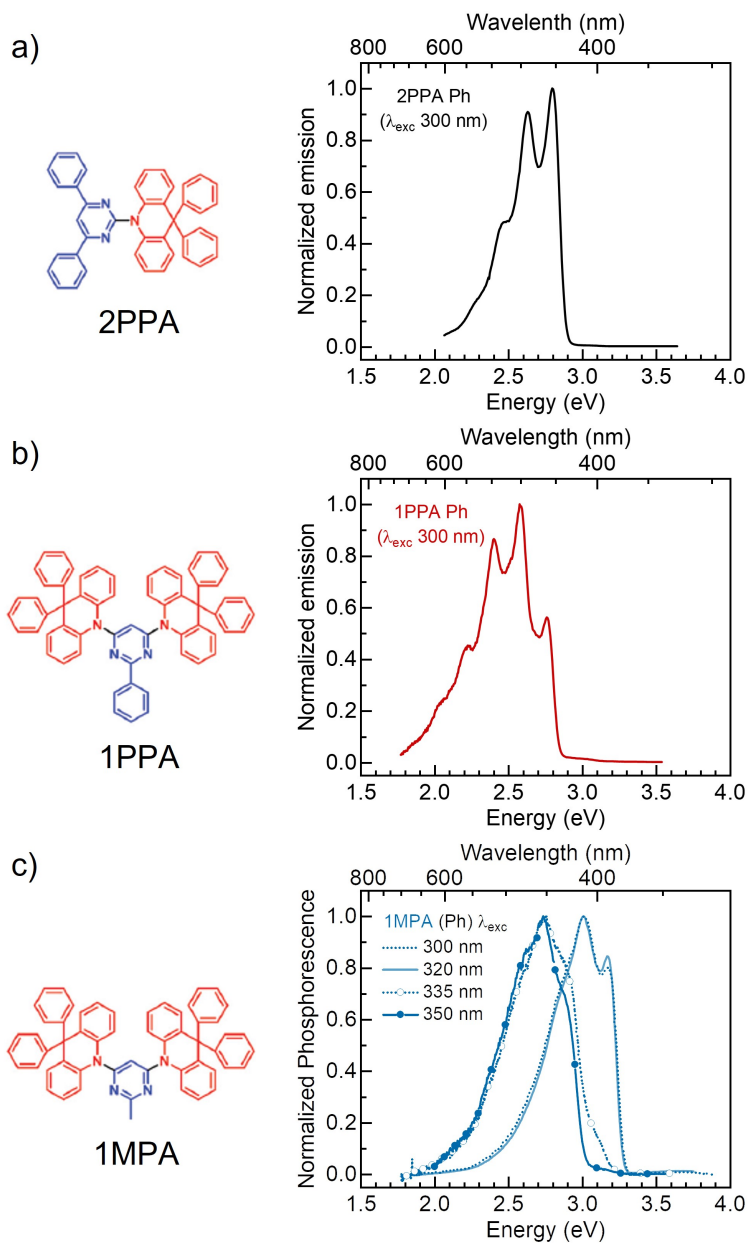 a)
Wavelenth (nm)
800 600 400
2PPA Ph
(λexc 300 nm)
Normalized emission
1.0
0.8
0.6
0.4
0.2
0.0
N
N
N
2PPA
1.5 2.0 2.5 3.0 3.5 4.0
Energy (eV)
b)
Wavelength (nm)
800 600 400
1PPA Ph
(λexc 300 nm)
Normalized emission
1.0
0.8
0.6
0.4
0.2
0.0
N N
N N
1PPA
1.5 2.0 2.5 3.0 3.5 4.0
Energy (eV)
c)
Wavelength (nm)
800 600 400
1MPA (Ph) λexc
300 nm
320 nm
335 nm
350 nm
Normalized Phosphorescence
1.0
0.8
0.6
0.4
0.2
0.0
N N
N N
1MPA
1.5 2.0 2.5 3.0 3.5 4.0
Energy (eV)